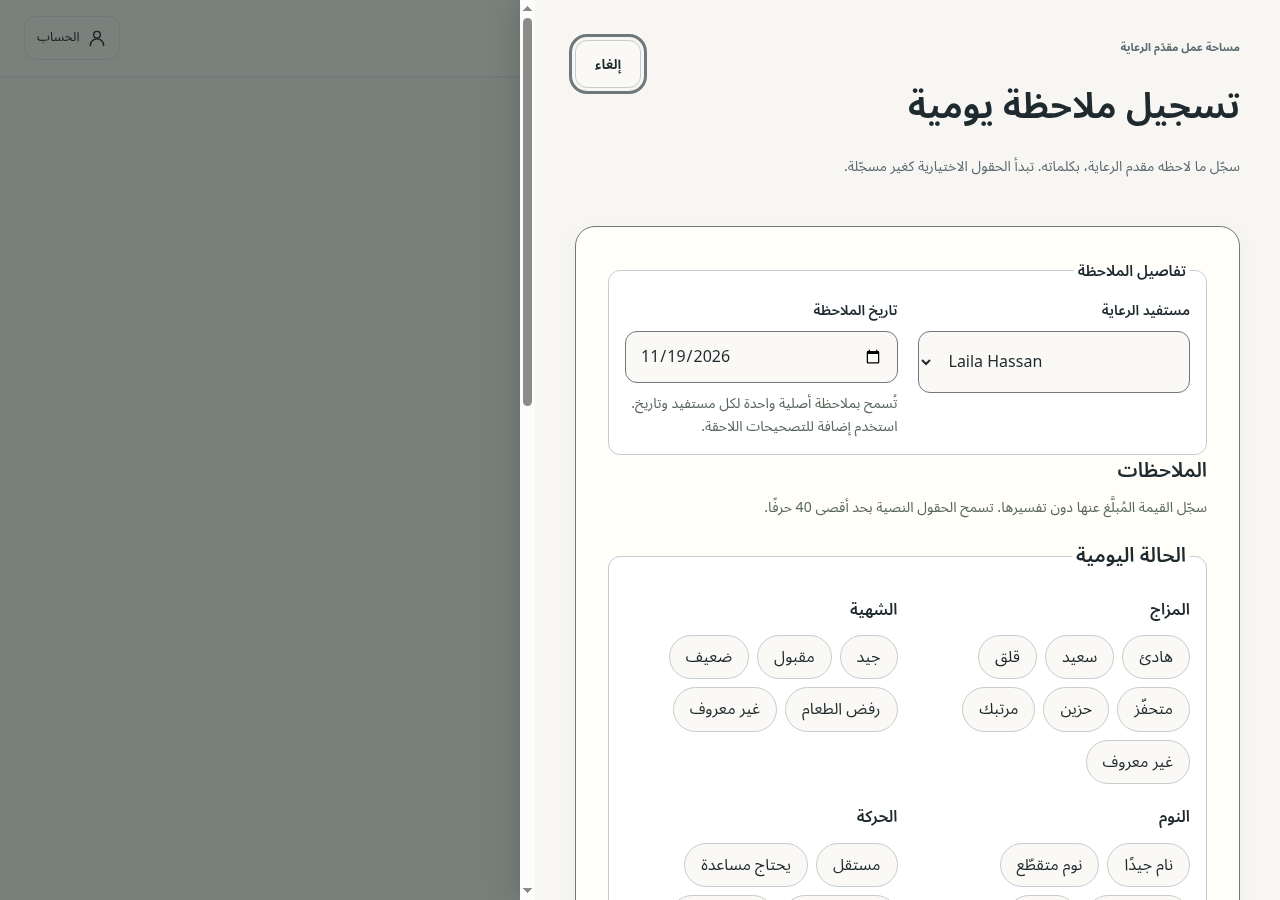 الحساب
مساحة عمل مقدّم الرعاية
إلغاء
تسجيل ملاحظة يومية
سجّل ما لاحظه مقدم الرعاية، بكلماته. تبدأ الحقول الاختيارية كغير مسجّلة.
تفاصيل الملاحظة
مستفيد الرعاية
Laila Hassan
تاريخ الملاحظة
11/19/2026
تُسمح بملاحظة أصلية واحدة لكل مستفيد وتاريخ.
استخدم إضافة للتصحيحات اللاحقة.
الملاحظات
سجّل القيمة المُبلَّغ عنها دون تفسيرها. تسمح الحقول النصية بحد أقصى 40 حرفًا.
الحالة اليومية
المزاج
هادئ سعيد قلق
متحفّز حزين مرتبك
غير معروف
الشهية
جيد مقبول ضعيف
رفض الطعام غير معروف
النوم
نام جيدًا نوم متقطّع
الحركة
مستقل يحتاج مساعدة